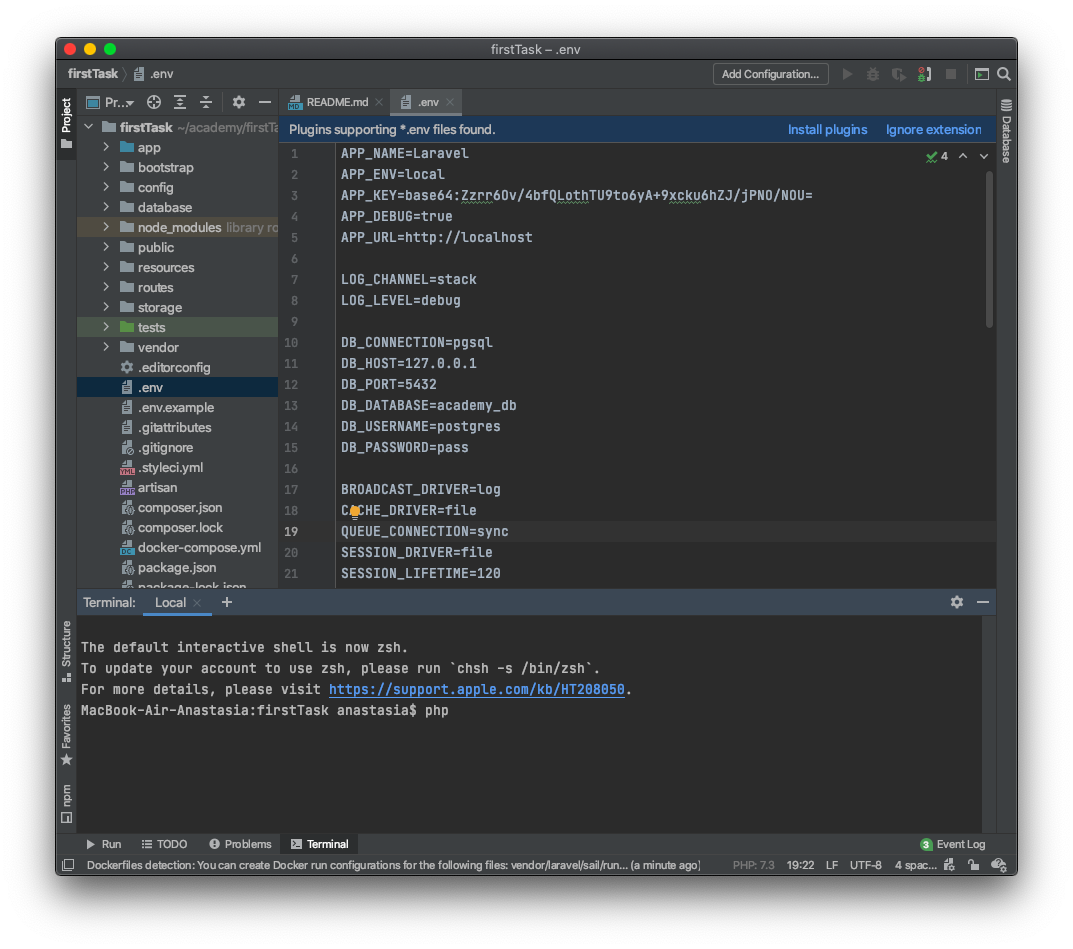 firstTask – .env
firstTask
.env
Add Configuration...
Project
Pr...
README.md
.env
Database
Plugins supporting *.env files found.
Install plugins
Ignore extension
firstTask ~/academy/firstTa
app
bootstrap
config
database
node_modules library ro
public
resources
routes
storage
tests
vendor
.editorconfig
.env
.env.example
.gitattributes
.gitignore
.styleci.yml
artisan
composer.json
composer.lock
docker-compose.yml
package.json
package-lock.json
4
1 APP_NAME=Laravel
2 APP_ENV=local
3 APP_KEY=base64:Zzrr6Ov/4bfQLothTU9to6yA+9xcku6hZJ/jPNO/NOU=
4 APP_DEBUG=true
5 APP_URL=http://localhost
6
7 LOG_CHANNEL=stack
8 LOG_LEVEL=debug
9
10 DB_CONNECTION=pgsql
11 DB_HOST=127.0.0.1
12 DB_PORT=5432
13 DB_DATABASE=academy_db
14 DB_USERNAME=postgres
15 DB_PASSWORD=pass
16
17 BROADCAST_DRIVER=log
18 CACHE_DRIVER=file
19 QUEUE_CONNECTION=sync
20 SESSION_DRIVER=file
21 SESSION_LIFETIME=120
Terminal: Local
The default interactive shell is now zsh.
To update your account to use zsh, please run `chsh -s /bin/zsh`.
For more details, please visit https://support.apple.com/kb/HT208050.
MacBook-Air-Anastasia:firstTask anastasia$ php
Structure
Favorites
npm
Run
TODO
Problems
Terminal
3 Event Log
Dockerfiles detection: You can create Docker run configurations for the following files: vendor/laravel/sail/run... (a minute ago)
PHP: 7.3
19:22
LF
UTF-8
4 spac...